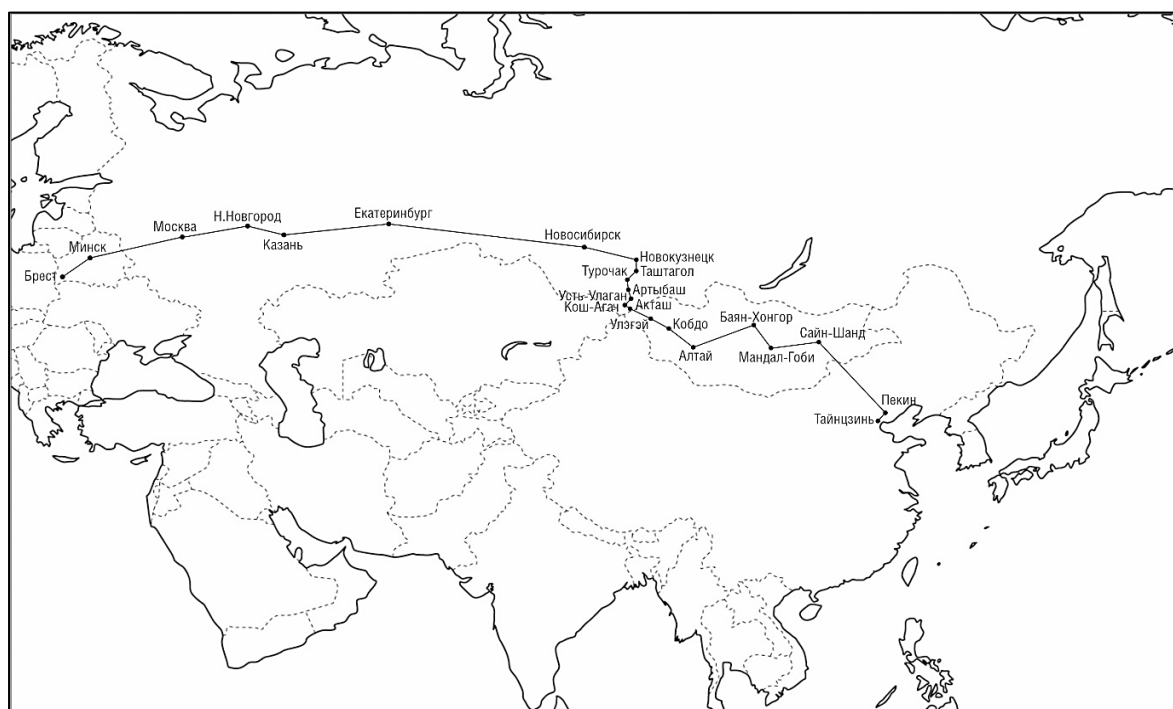 Екатеринбург
Н.Новгород
Москва
Казань
Новосибирск
Минск
Новокузнецк
Брест
Турочак
Таштагол
Артыбаш
Усть-Улаган
Кош-Агач
Акташ
Улэгэй
Баян-Хонгор
Кобдо
Сайн-Шанд
Алтай
Мандал-Гоби
Пекин
Тайнцзинь